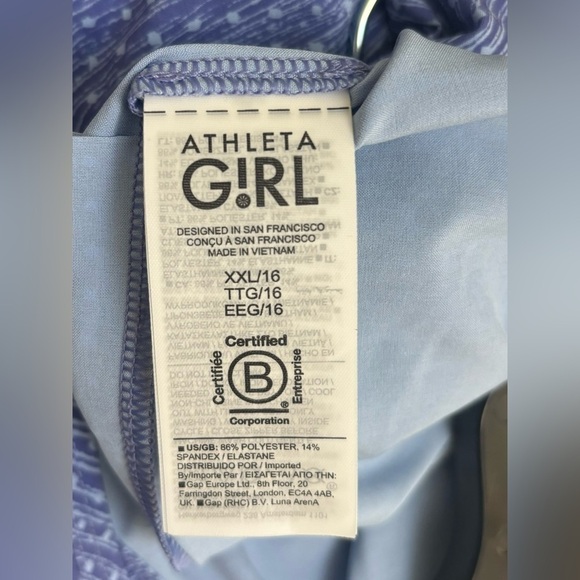 ATHLETA
G!RL
DESIGNED IN SAN FRANCISCO
CONÇU À SAN FRANCISCO
MADE IN VIETNAM
XXL/16
TTG/16
EEG/16
Certified
Certifiée
B
®
Entreprise
Corporation
■ US/GB: 86% POLYESTER, 14%
SPANDEX / ELASTANE
DISTRIBUIDO POR / Imported
By/Importe Par / ΕΙΣΑΓΕΤΑΙ ΑΠΟ ΤΗΝ:
■ Gap Europe Ltd., 8th Floor, 20
Farringdon Street, London, EC4A 4AB,
UK. ■ Gap (RHC) B.V. Luna ArenA